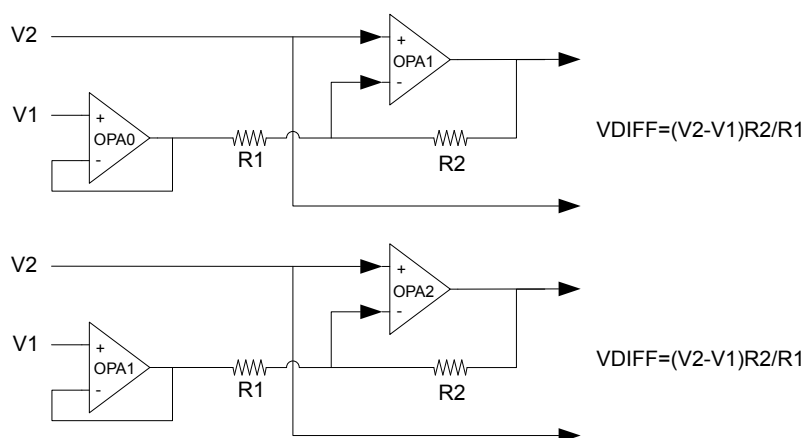 V2
+
OPA1
-
V1
+
OPA0
-
R1
R2
VDIFF=(V2-V1)R2/R1
V2
+
OPA2
-
V1
+
OPA1
-
R1
R2
VDIFF=(V2-V1)R2/R1